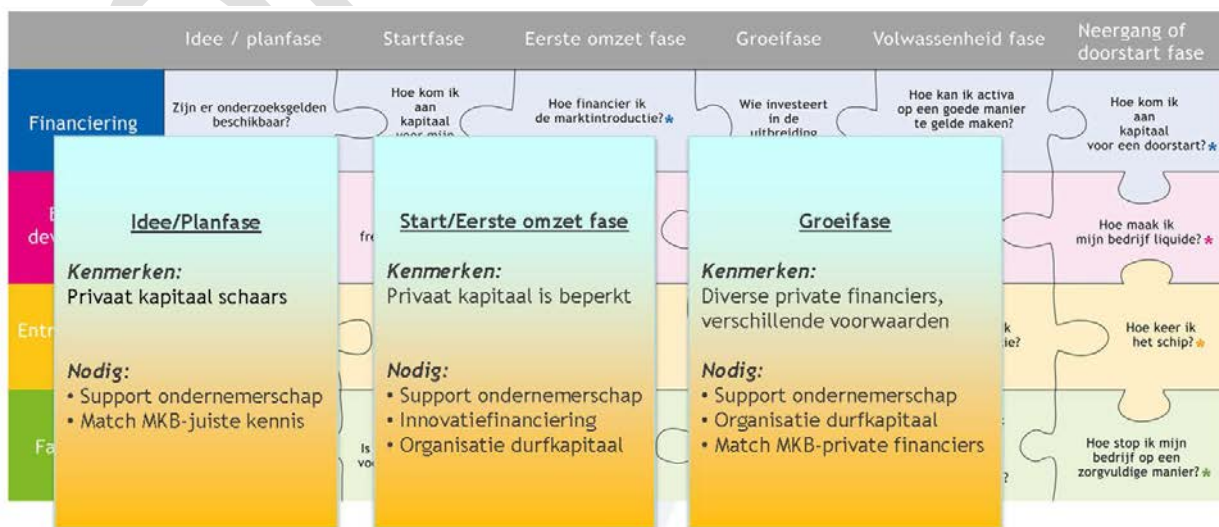 Idee / planfase
Startfase
Eerste omzet fase
Groeifase
Volwassenheid fase
Neergang of
doorstart fase
Financiering
Zijn er onderzoeksgelden
beschikbaar?
Hoe kom ik
aan
kapitaal
voor mijn
Hoe financier ik
de marktintroductie?*
Wie investeert
in de
uitbreiding
Hoe kan ik activa
op een goede manier
te gelde maken?
Hoe kom ik
aan
kapitaal
voor een doorstart?*
Hoe maak ik
mijn bedrijf liquide?*
Hoe keer ik
het schip?*
Hoe stop ik mijn
bedrijf op een
zorgvuldige manier?*
Idee/Planfase
Kenmerken:
Privaat kapitaal schaars
Nodig:
• Support ondernemerschap
• Match MKB-juiste kennis
Start/Eerste omzet fase
Kenmerken:
Privaat kapitaal is beperkt
Nodig:
• Support ondernemerschap
• Innovatiefinanciering
• Organisatie durfkapitaal
Groeifase
Kenmerken:
Diverse private financiers,
verschillende voorwaarden
Nodig:
• Support ondernemerschap
• Organisatie durfkapitaal
• Match MKB-private financiers